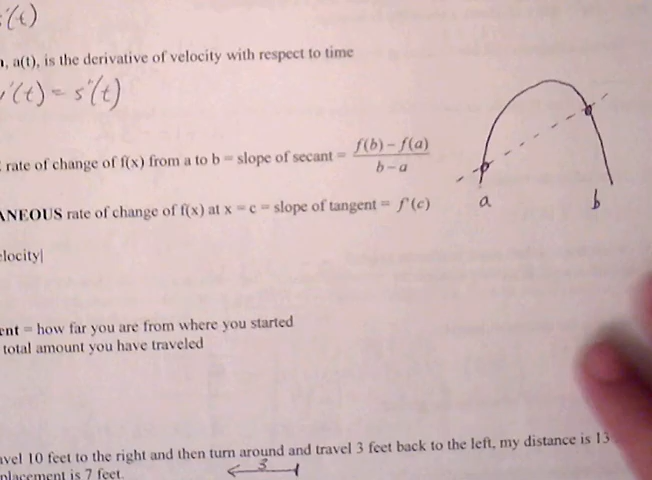 '(t)
, a(t), is the derivative of velocity with respect to time
'(t) = s"(t)
rate of change of f(x) from a to b = slope of secant = f(b) – f(a) / b – a
ANEOUS rate of change of f(x) at x = c = slope of tangent = f'(c)
a
b
elocity|
ent = how far you are from where you started
total amount you have traveled
avel 10 feet to the right and then turn around and travel 3 feet back to the left, my distance is 13
placement is 7 feet.
3